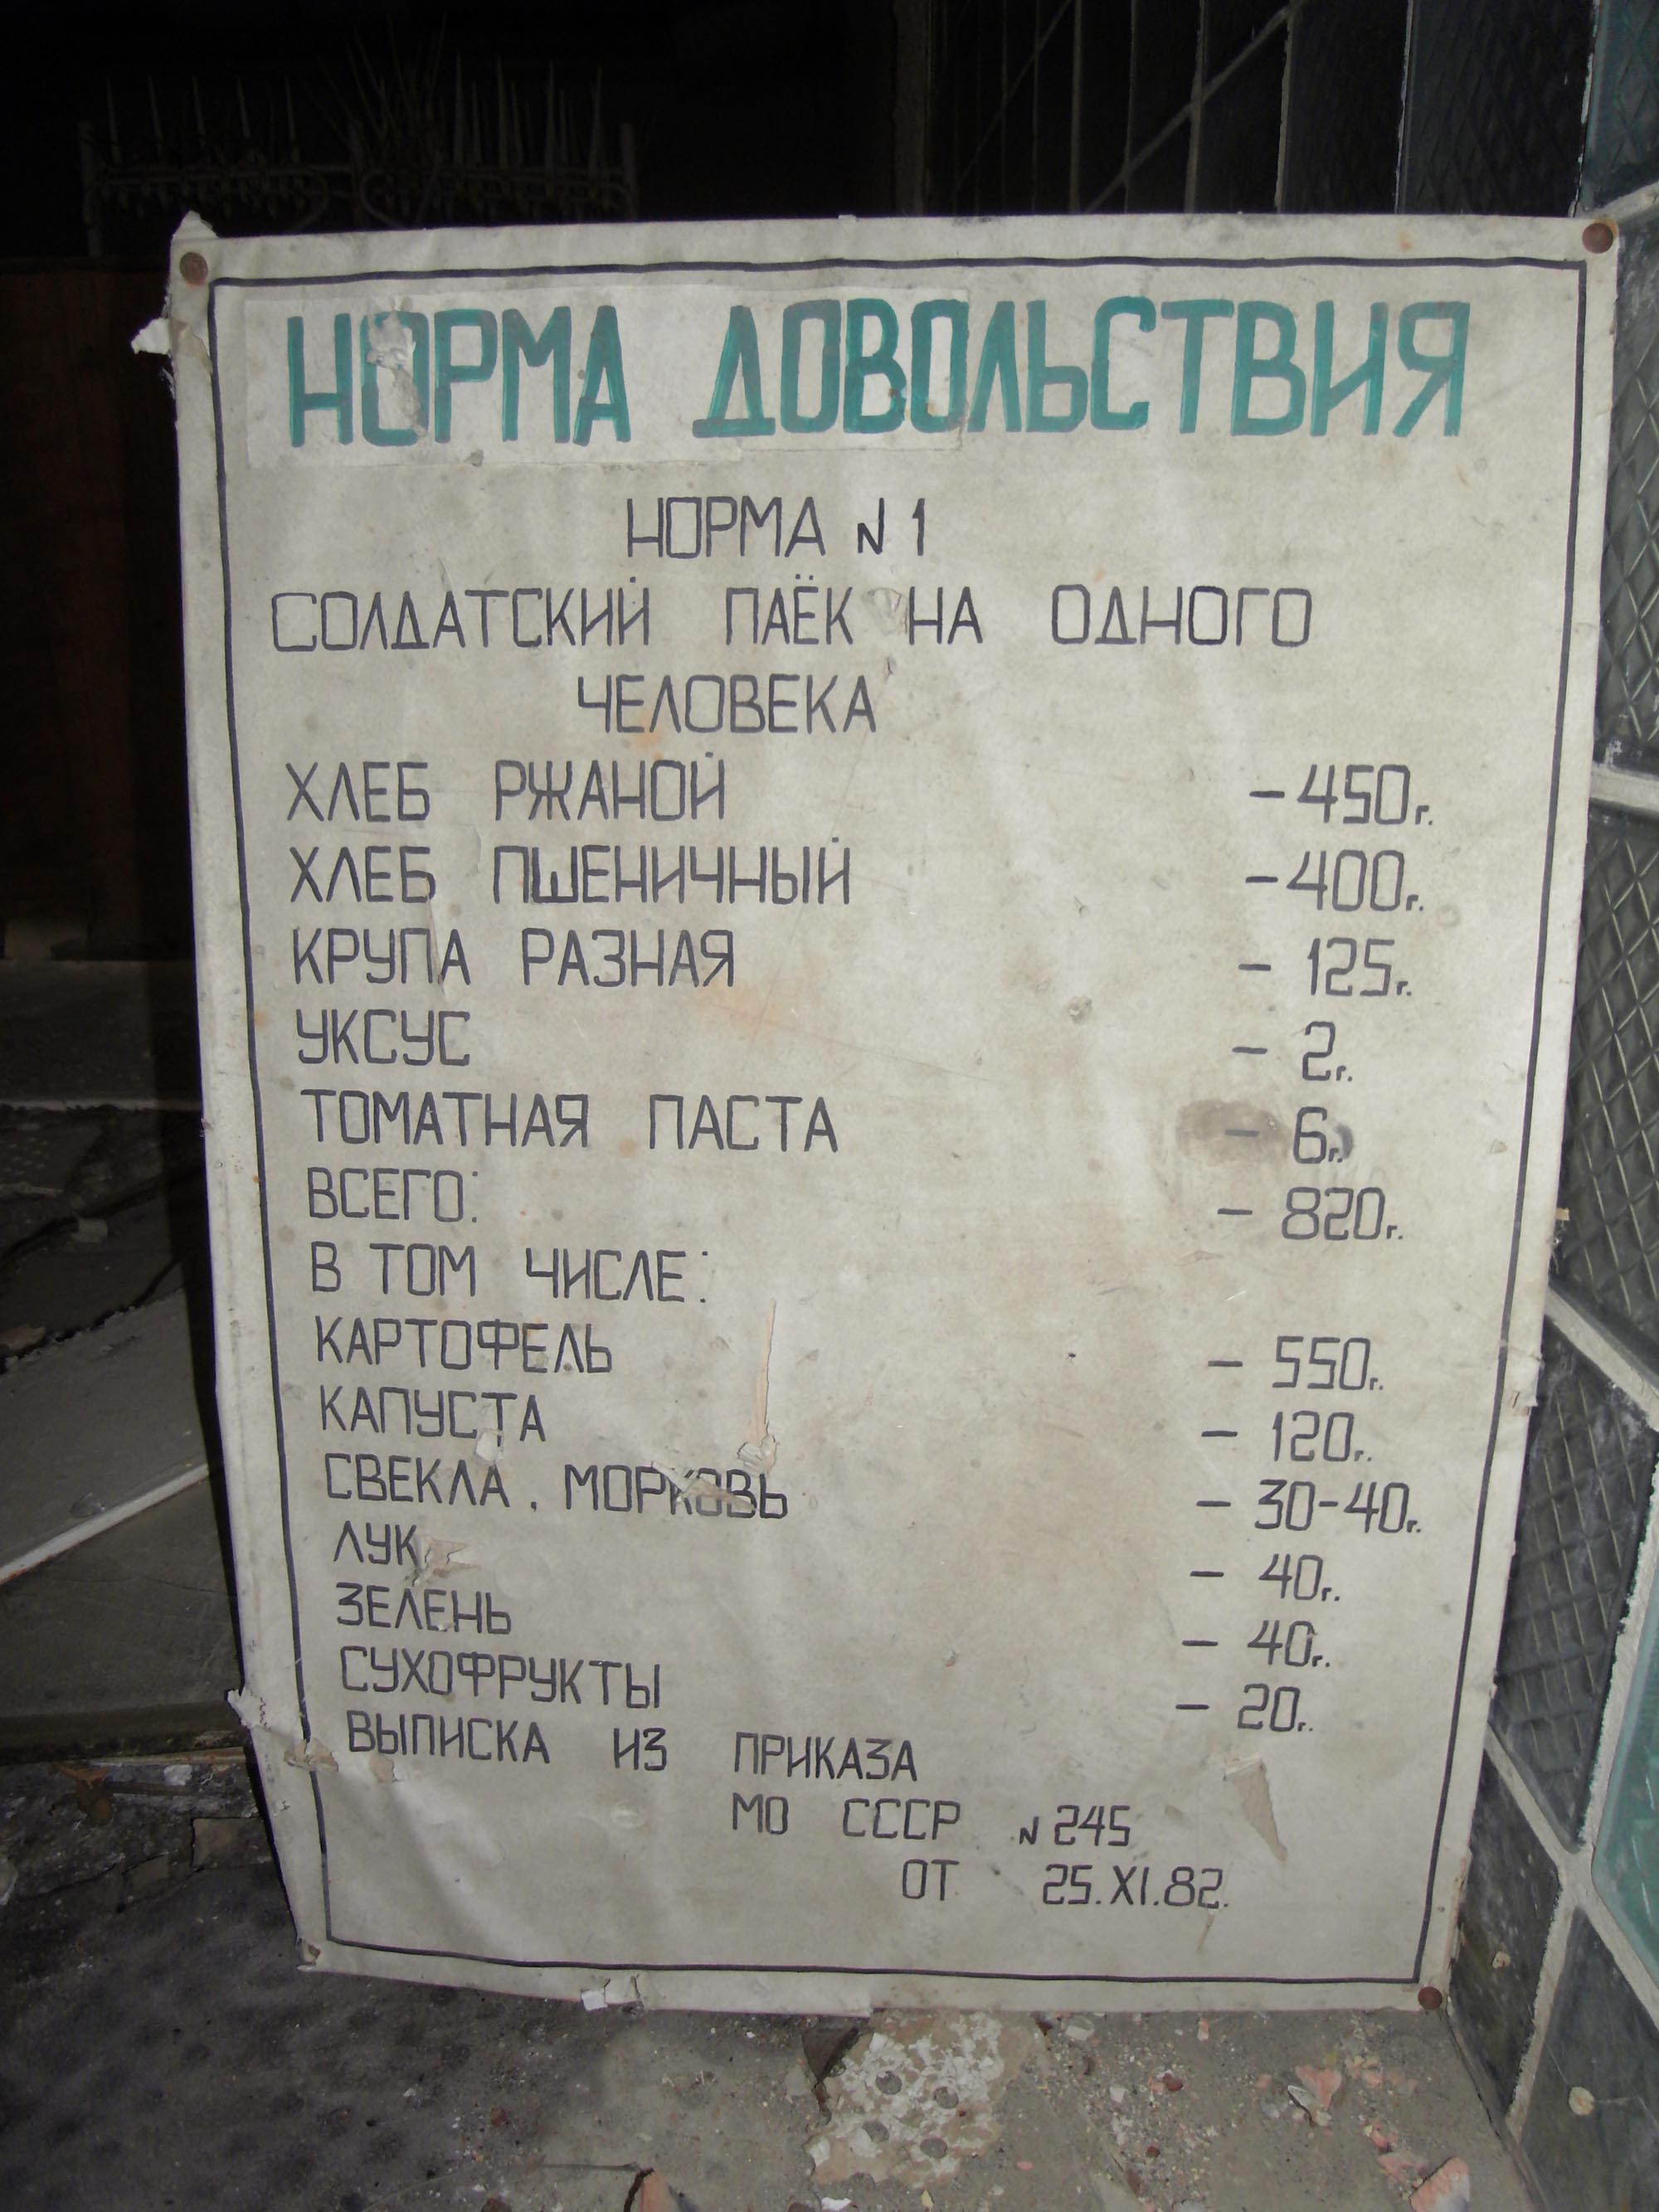 НОРМА ДОВОЛЬСТВИЯ
НОРМА N 1
СОЛДАТСКИЙ ПАЁК НА ОДНОГО
ЧЕЛОВЕКА
ХЛЕБ РЖАНОЙ -450г.
ХЛЕБ ПШЕНИЧНЫЙ -400г.
КРУПА РАЗНАЯ - 125г.
УКСУС - 2г.
ТОМАТНАЯ ПАСТА - 6г.
ВСЕГО: - 820г.
В ТОМ ЧИСЛЕ:
КАРТОФЕЛЬ - 550г.
КАПУСТА - 120г.
СВЕКЛА. МОРКОВЬ - 30-40г.
ЛУК - 40г.
ЗЕЛЕНЬ - 40г.
СУХОФРУКТЫ - 20г.
ВЫПИСКА ИЗ ПРИКАЗА
МО СССР N 245
ОТ 25.XI.82.